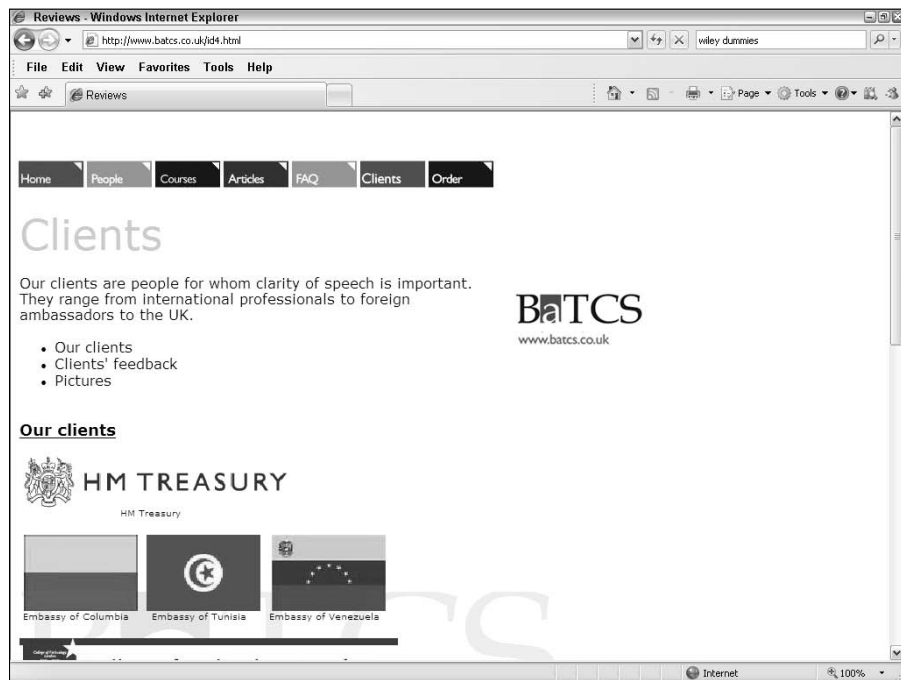 Reviews - Windows Internet Explorer
http://www.batcs.co.uk/id4.html
wiley dummies
File Edit View Favorites Tools Help
Reviews
Page Tools
Home People Courses Articles FAQ Clients Order
Clients
Our clients are people for whom clarity of speech is important.
They range from international professionals to foreign
ambassadors to the UK.
BaTCS
www.batcs.co.uk
• Our clients
• Clients' feedback
• Pictures
Our clients
HM TREASURY
HM Treasury
Embassy of Columbia Embassy of Tunisia Embassy of Venezuela
BaTCS
Internet 100%